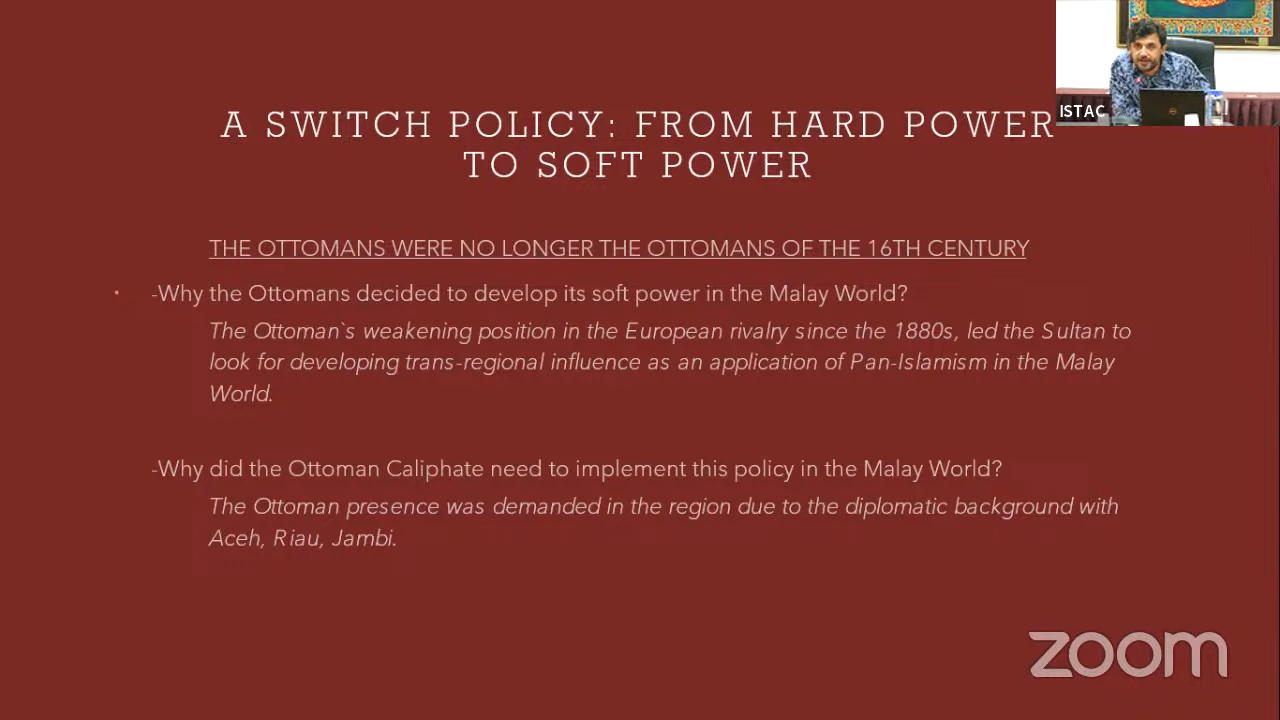 A SWITCH POLICY: FROM HARD POWER
TO SOFT POWER
ISTAC
THE OTTOMANS WERE NO LONGER THE OTTOMANS OF THE 16TH CENTURY
-Why the Ottomans decided to develop its soft power in the Malay World?
The Ottoman`s weakening position in the European rivalry since the 1880s, led the Sultan to
look for developing trans-regional influence as an application of Pan-Islamism in the Malay
World.
-Why did the Ottoman Caliphate need to implement this policy in the Malay World?
The Ottoman presence was demanded in the region due to the diplomatic background with
Aceh, Riau, Jambi.
zoom